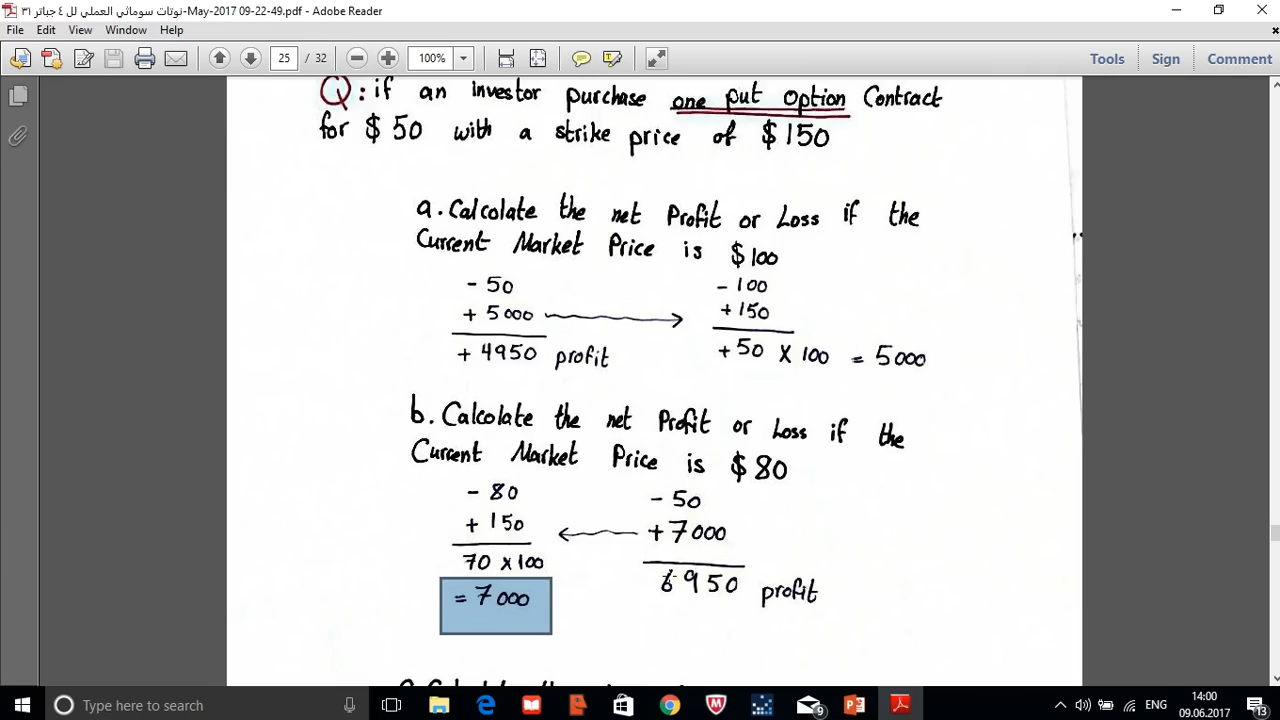 نوتات سوماثي العملي لل ٤ جباتر ٣١-May-2017 09-22-49.pdf - Adobe Reader
File Edit View Window Help
25 / 32 100% Tools Sign Comment
Q: if an investor purchase one put option Contract
for $ 50 with a strike price of $ 150
a. Calculate the net Profit or Loss if the
Current Market Price is $100
- 50 - 100
+ 5000 + 150
+ 4950 profit + 50 X 100 = 5000
b. Calculate the net Profit or Loss if the
Current Market Price is $ 80
- 80 - 50
+ 150 + 7000
70 x 100 6950 profit
= 7000
Type here to search
9
ENG
14:00
09.06.2017
13